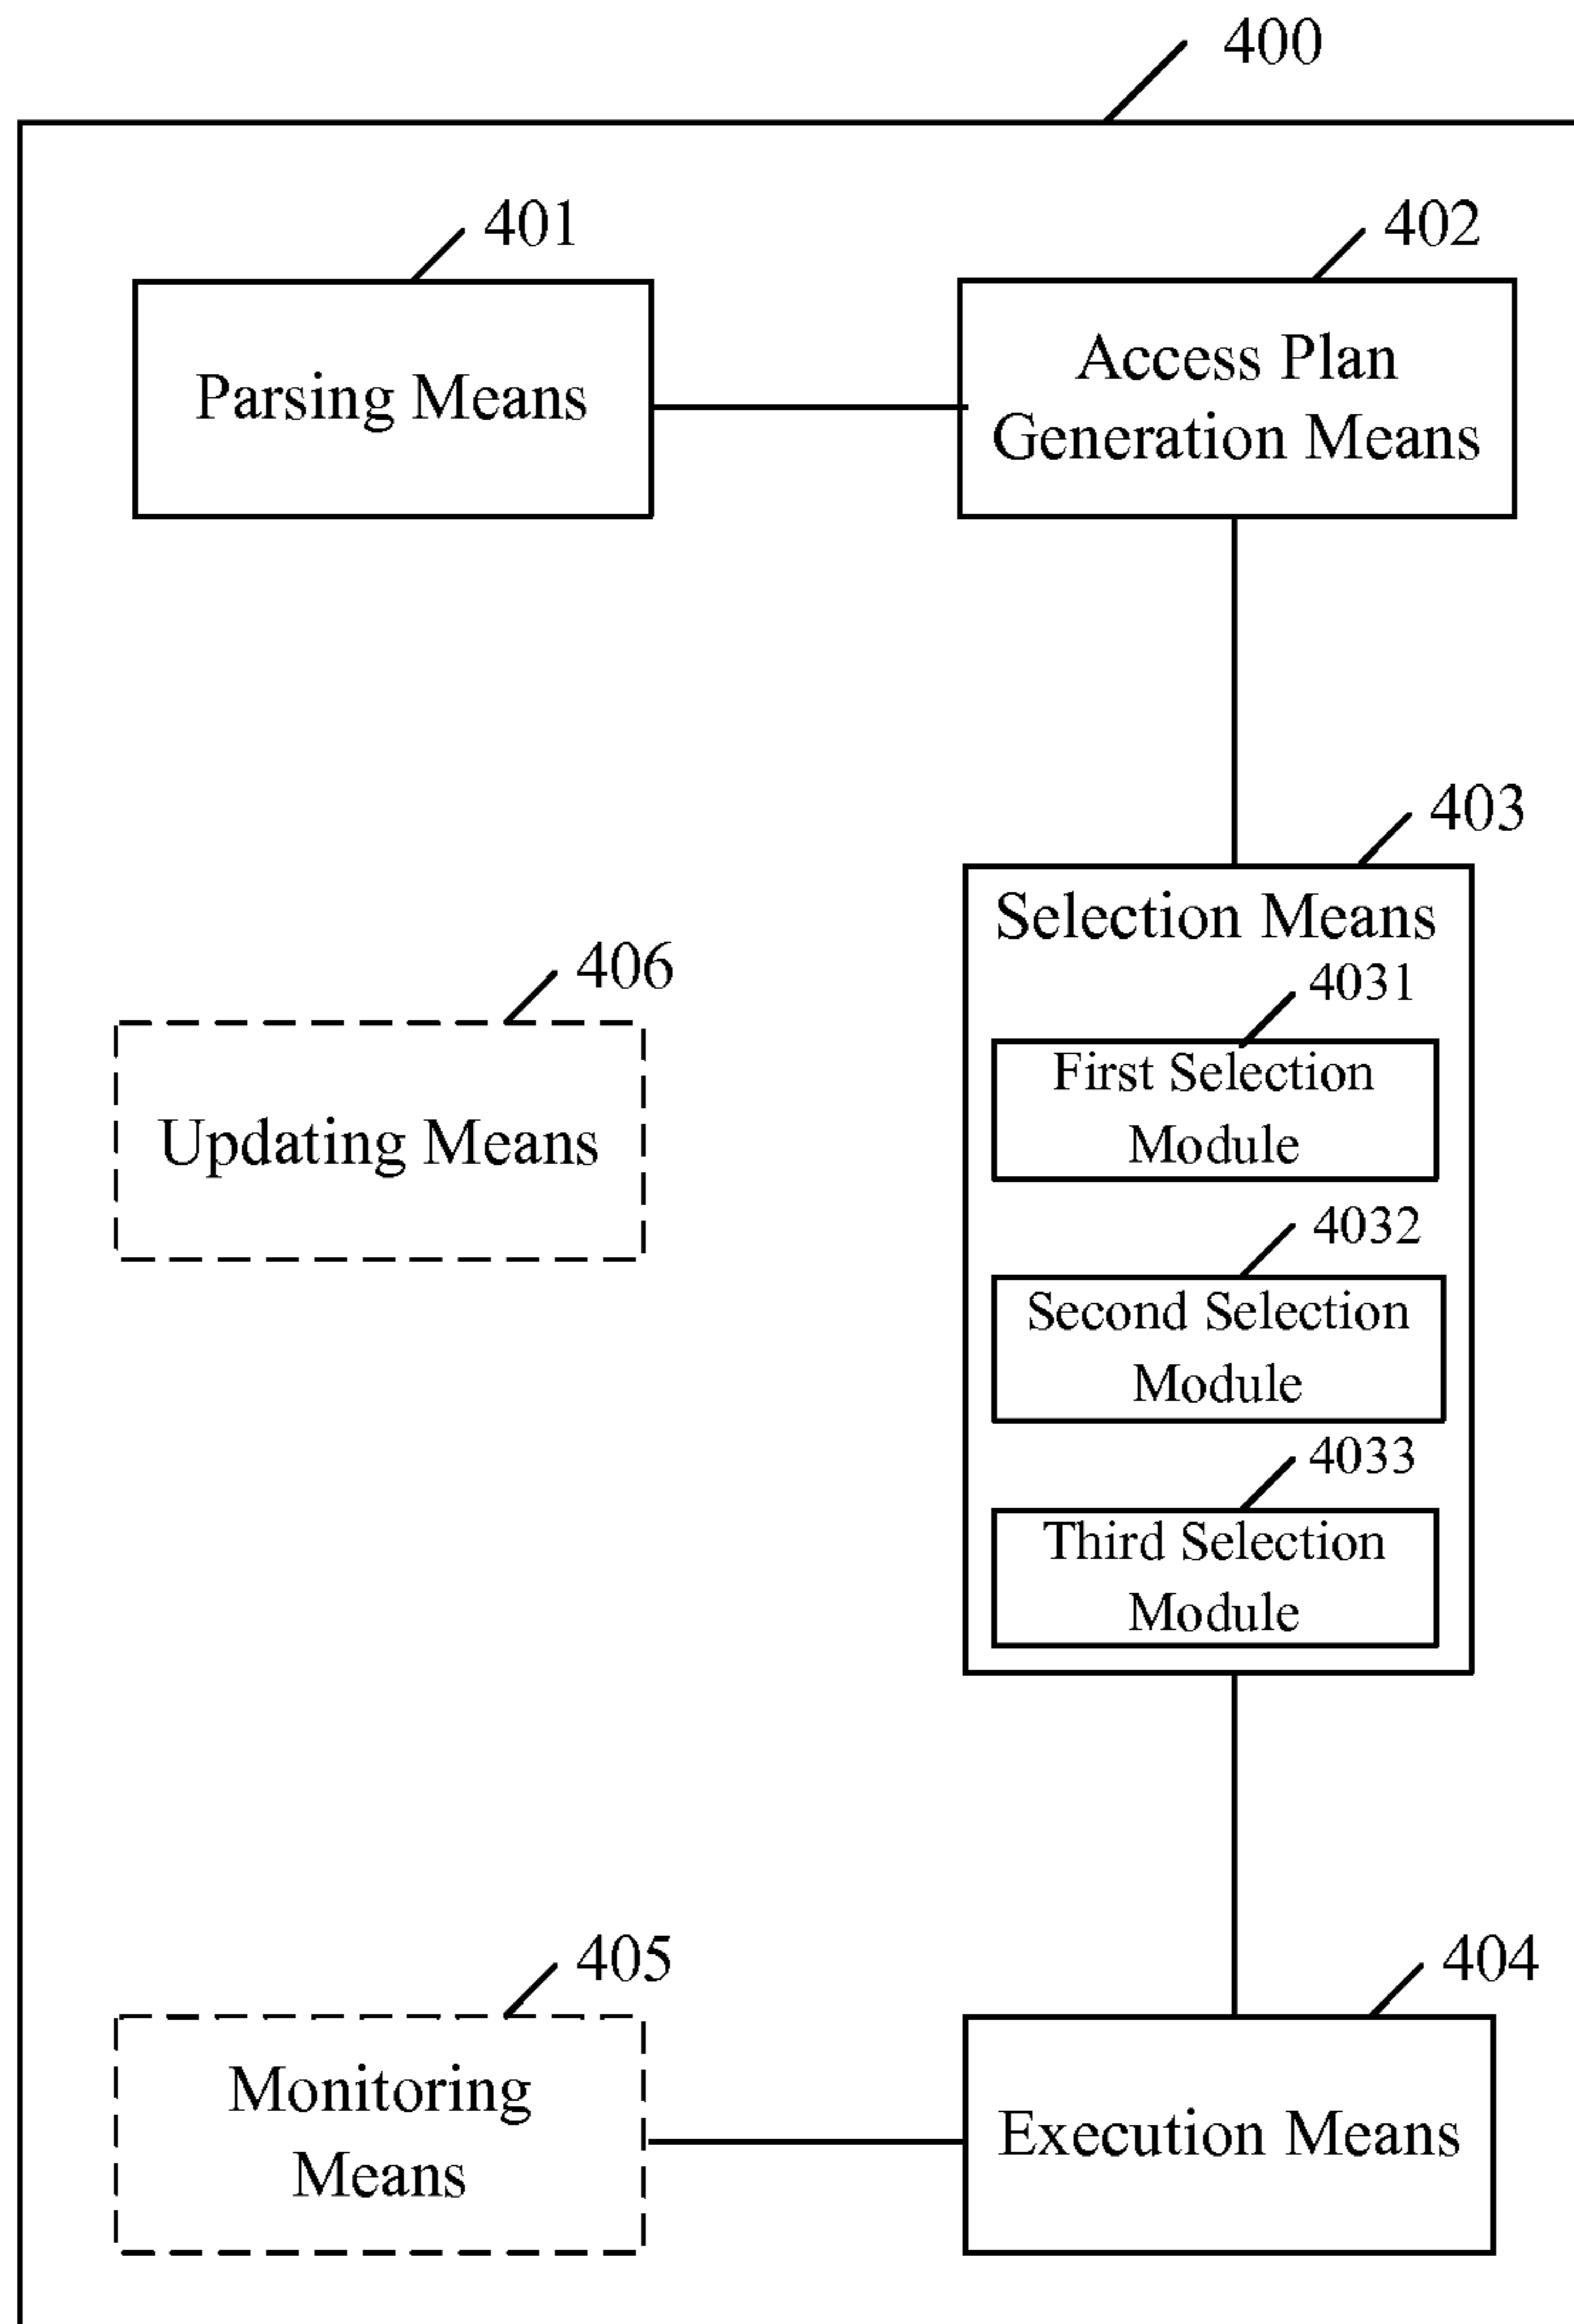 400
401
402
Parsing Means
Access Plan
Generation Means
403
Selection Means
4031
First Selection
Module
4032
Second Selection
Module
4033
Third Selection
Module
406
Updating Means
405
404
Monitoring
Means
Execution Means